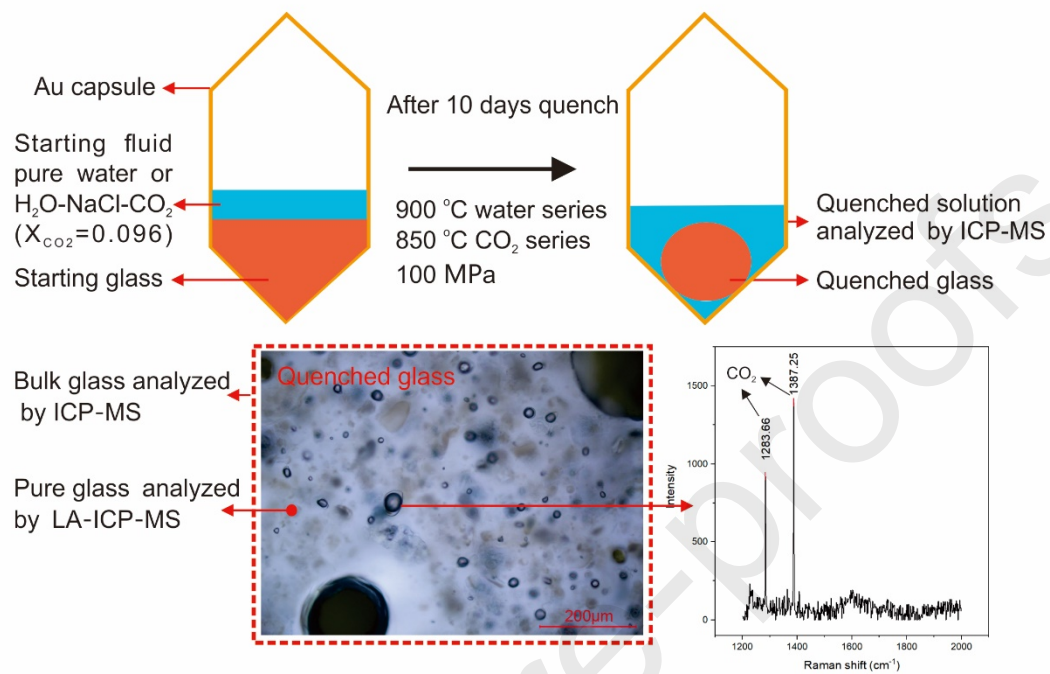 Au capsule
Starting fluid
pure water or
H₂O-NaCl-CO₂
(X_CO2=0.096)
Starting glass
After 10 days quench
900 °C water series
850 °C CO₂ series
100 MPa
Quenched solution
analyzed by ICP-MS
Quenched glass
Bulk glass analyzed
by ICP-MS
Pure glass analyzed
by LA-ICP-MS
Quenched glass
200μm
CO₂
1283.66
1387.25
Intensity
1500
1000
500
0
1200 1400 1600 1800 2000
Raman shift (cm⁻¹)
e-proofs